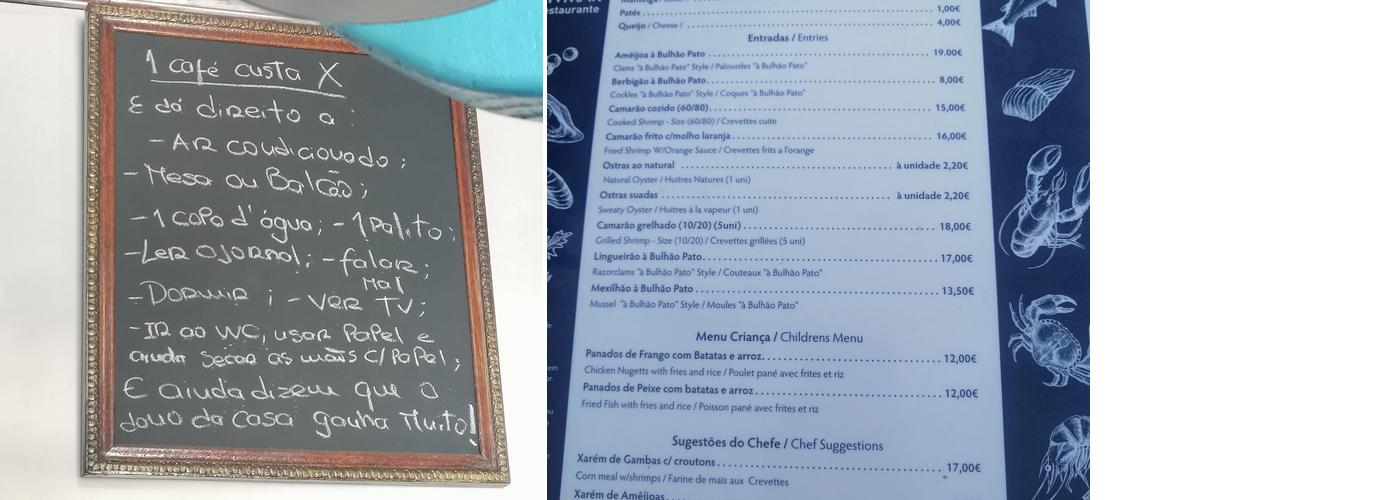 1 café custa X
E dá direito a:
- AR condicionado;
- Mesa ou Balcão;
- 1 copo d'água; - 1 Palito;
- Ler o jornal; - falar;
Mal
- Dormir; - Ver TV;
- IR ao WC, usar Papel e
ainda secar as mãos c/ Papel;
E ainda dizem que o
dono da casa ganha Muito!
staurante
Patés 1,00€
Queijo / Cheese / 4,00€
Entradas / Entries
Amêijoa à Bulhão Pato 19.00€
Clams "à Bulhão Pato" Style / Palourdes "à Bulhão Pato"
Berbigão à Bulhão Pato 8,00€
Cockles "à Bulhão Pato" Style / Coques "à Bulhão Pato"
Camarão cozido (60/80) 15,00€
Cooked Shrimp - Size (60/80) / Crevettes cuite
Camarão frito c/molho laranja 16,00€
Fried Shrimp W/Orange Sauce / Crevettes frits a l'orange
Ostras ao natural à unidade 2,20€
Natural Oyster / Huitres Natures (1 uni)
Ostras suadas à unidade 2,20€
Sweaty Oyster / Huitres á la vapeur (1 uni)
Camarão grelhado (10/20) (5uni) 18,00€
Grilled Shrimp - Size (10/20) / Crevettes grillées (5 uni)
Lingueirão à Bulhão Pato 17,00€
Razorclams "à Bulhão Pato" Style / Couteaux "à Bulhão Pato"
Mexilhão à Bulhão Pato 13,50€
Mussel "à Bulhão Pato" Style / Moules "à Bulhão Pato"
Menu Criança / Childrens Menu
Panados de Frango com Batatas e arroz 12,00€
Chicken Nugetts with fries and rice / Poulet pané avec frites et riz
Panados de Peixe com batatas e arroz 12,00€
Fried Fish with fries and rice / Poisson pané avec frites et riz
Sugestões do Chefe / Chef Suggestions
Xarém de Gambas c/ croutons 17,00€
Corn meal w/shrimps / Farine de maïs aux Crevettes
Xarém de Amêijoas